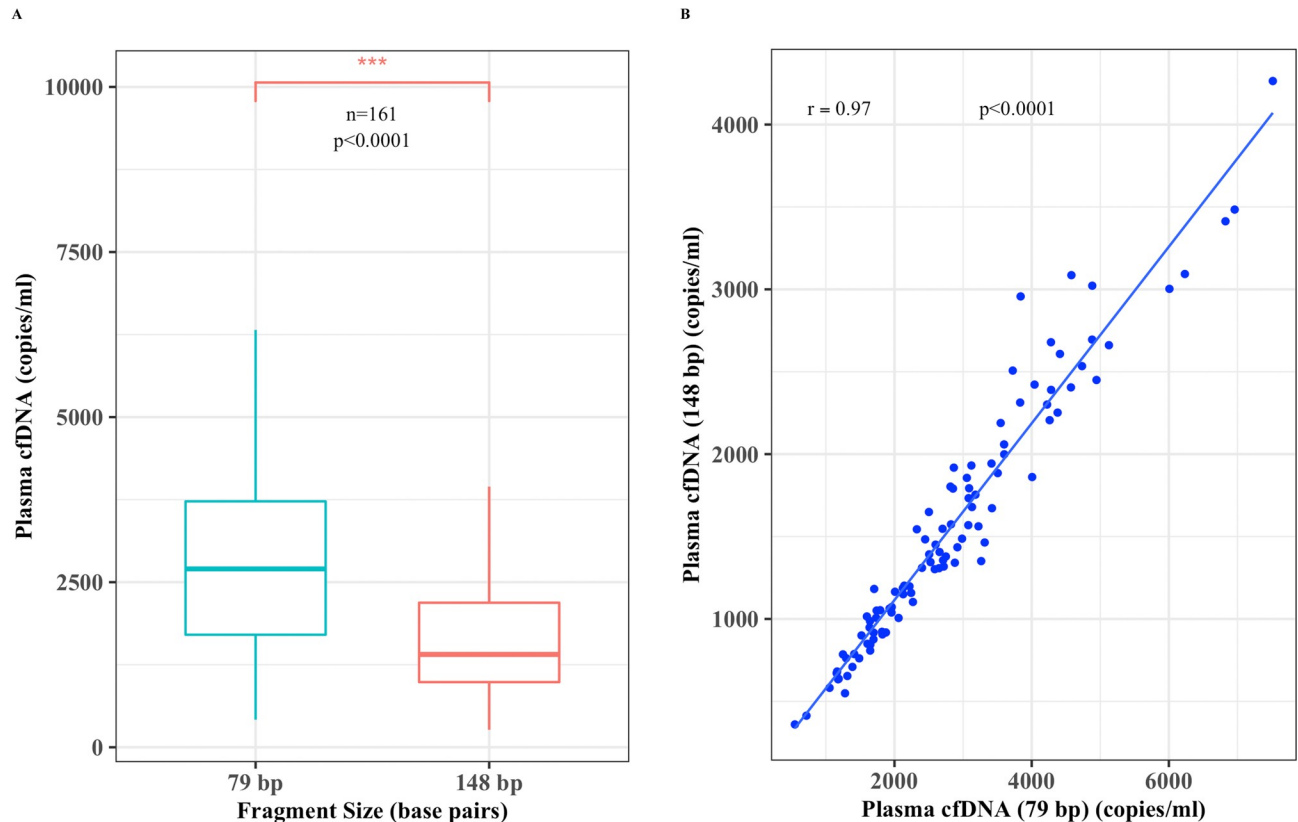 A
Plasma cfDNA (copies/ml)
10000
7500
5000
2500
0
***
n=161
p<0.0001
79 bp
148 bp
Fragment Size (base pairs)
B
Plasma cfDNA (148 bp) (copies/ml)
4000
3000
2000
1000
r = 0.97
p<0.0001
2000
4000
6000
Plasma cfDNA (79 bp) (copies/ml)